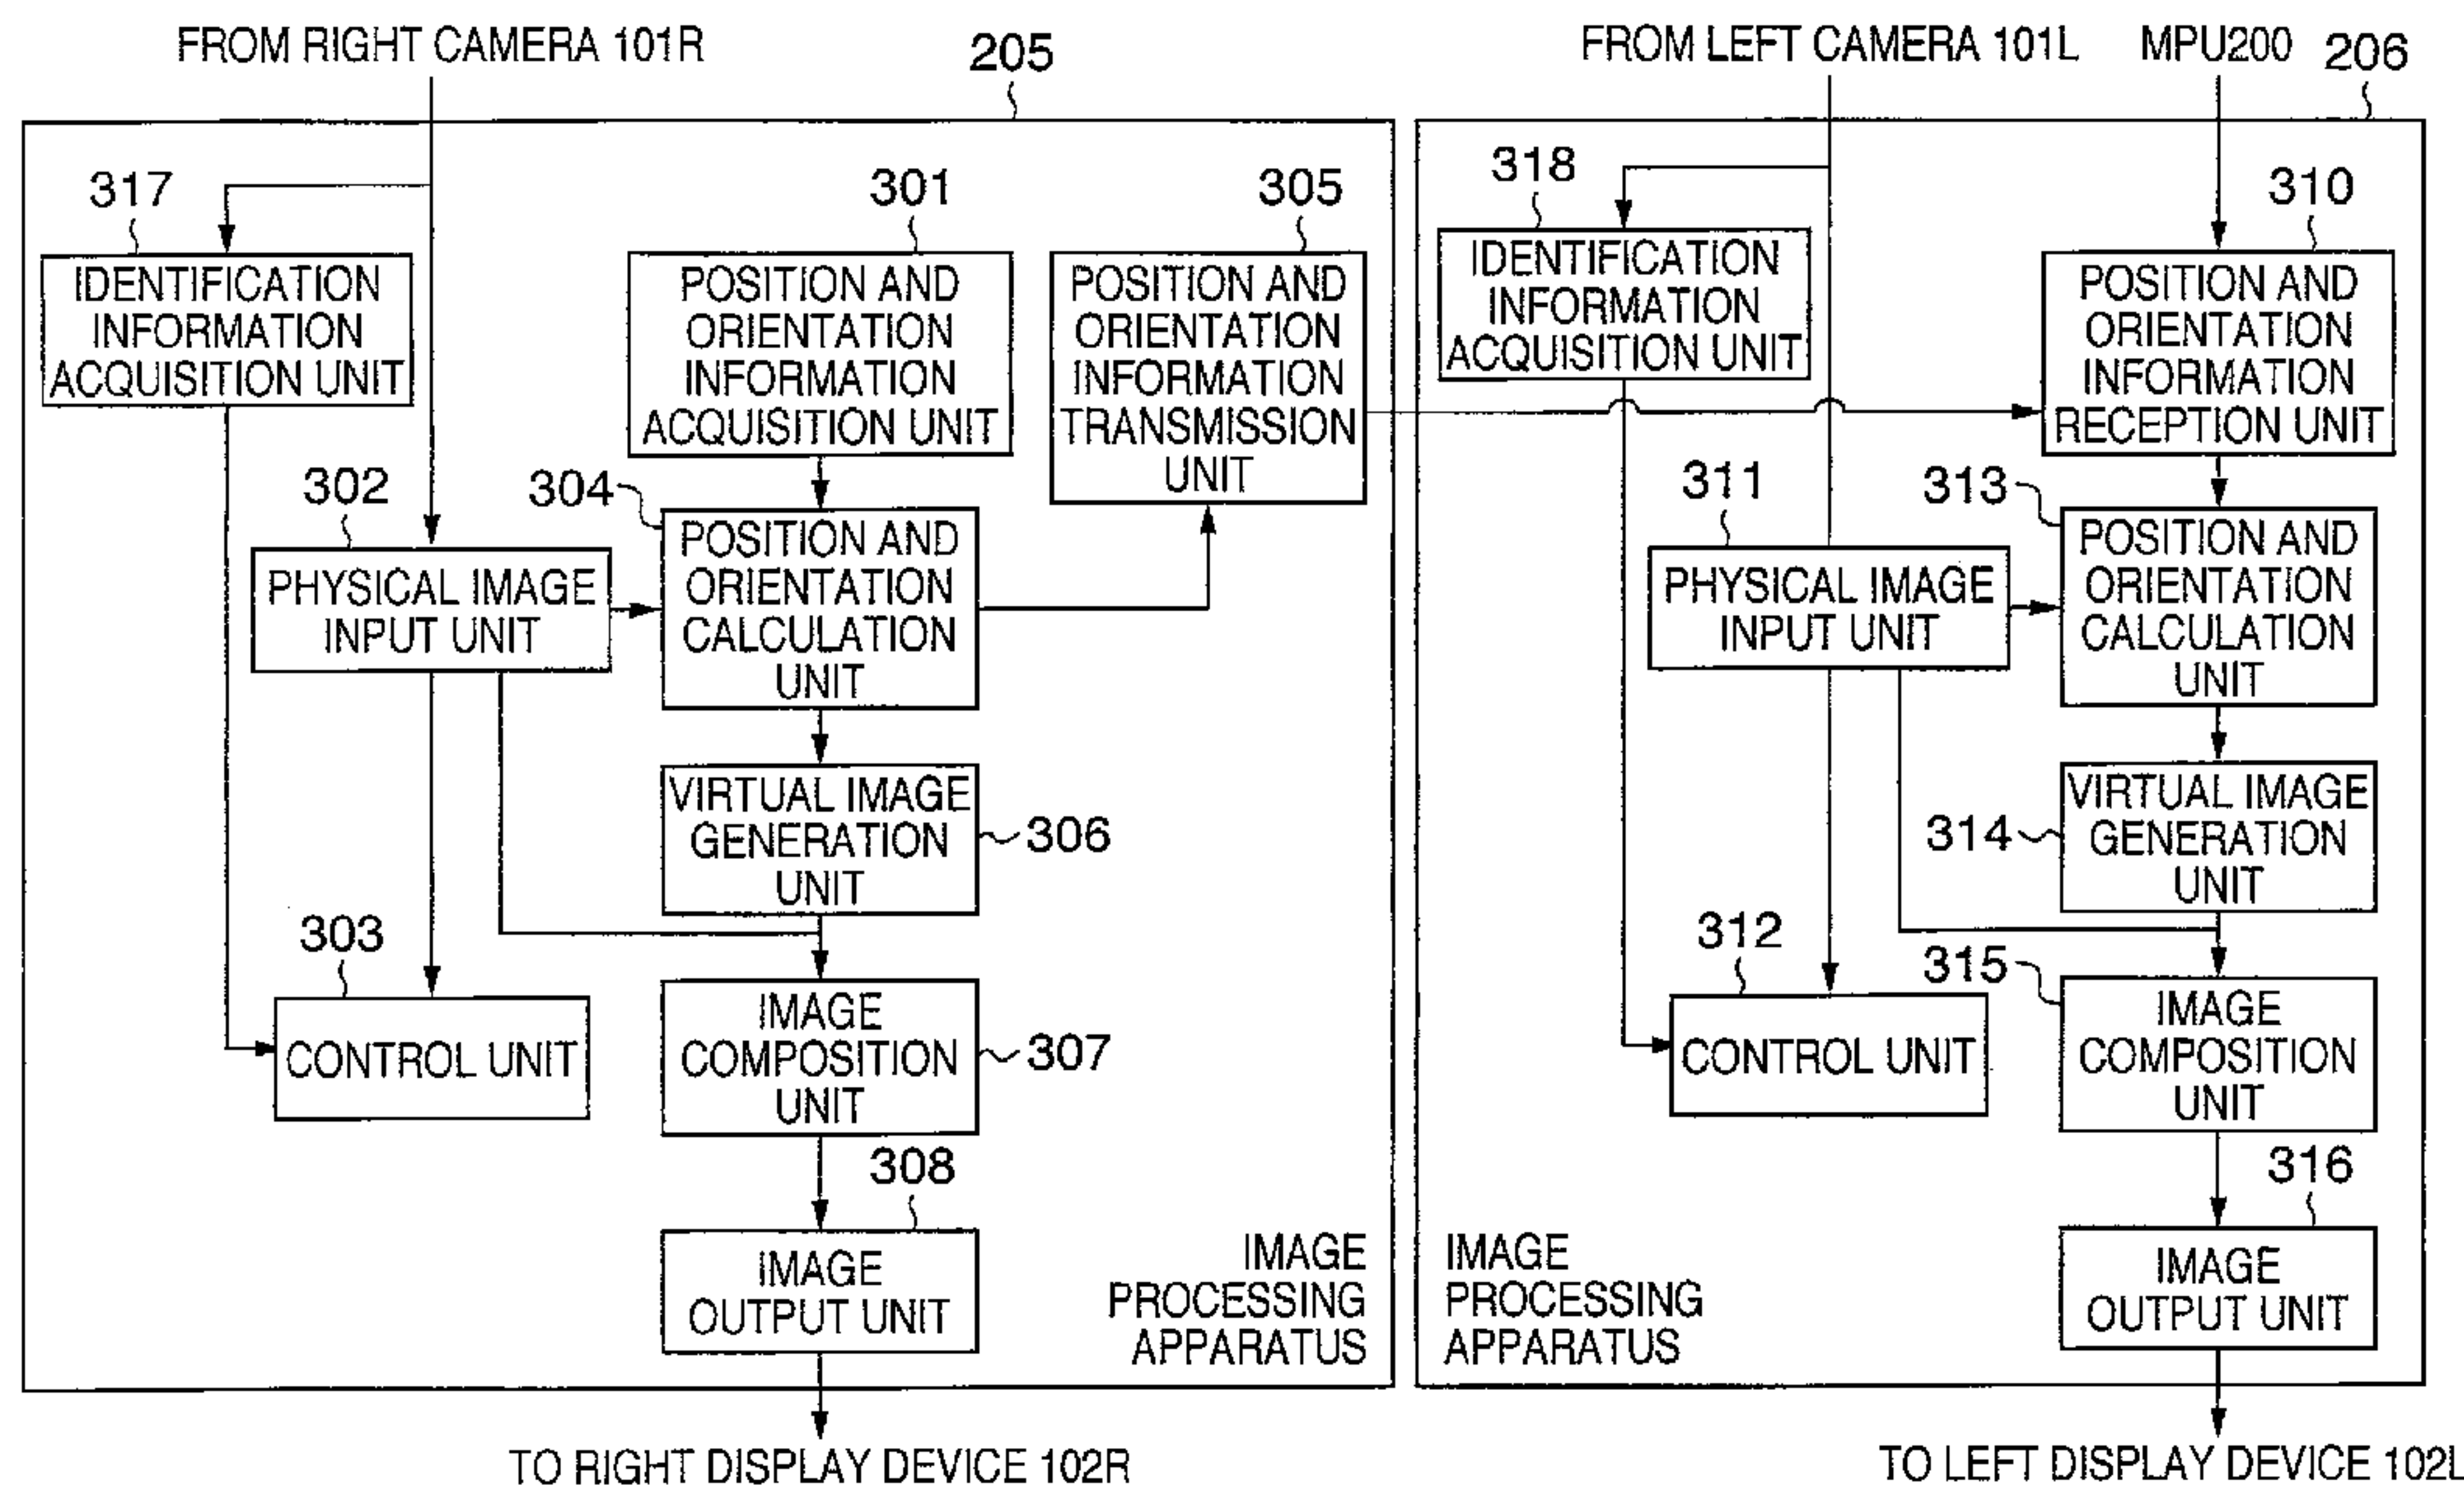 FROM RIGHT CAMERA 101R
205
317
IDENTIFICATION
INFORMATION
ACQUISITION UNIT
301
POSITION AND
ORIENTATION
INFORMATION
ACQUISITION UNIT
305
POSITION AND
ORIENTATION
INFORMATION
TRANSMISSION
UNIT
302
PHYSICAL IMAGE
INPUT UNIT
304
POSITION AND
ORIENTATION
CALCULATION
UNIT
VIRTUAL IMAGE
GENERATION
UNIT
306
303
CONTROL UNIT
IMAGE
COMPOSITION
UNIT
307
308
IMAGE
OUTPUT UNIT
IMAGE
PROCESSING
APPARATUS
TO RIGHT DISPLAY DEVICE 102R
FROM LEFT CAMERA 101L
MPU200
206
318
IDENTIFICATION
INFORMATION
ACQUISITION UNIT
310
POSITION AND
ORIENTATION
INFORMATION
RECEPTION UNIT
311
PHYSICAL IMAGE
INPUT UNIT
313
POSITION AND
ORIENTATION
CALCULATION
UNIT
314
VIRTUAL IMAGE
GENERATION
UNIT
312
CONTROL UNIT
315
IMAGE
COMPOSITION
UNIT
316
IMAGE
OUTPUT UNIT
IMAGE
PROCESSING
APPARATUS
TO LEFT DISPLAY DEVICE 102L